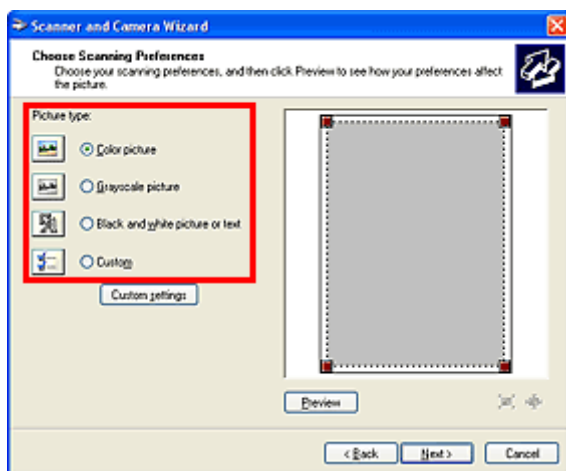 Scanner and Camera Wizard
Choose Scanning Preferences
Choose your scanning preferences, and then click Preview to see how your preferences affect
the picture.
Picture type:
Color picture
Grayscale picture
Black and white picture or text
Custom
Custom settings
Preview
< Back Next > Cancel